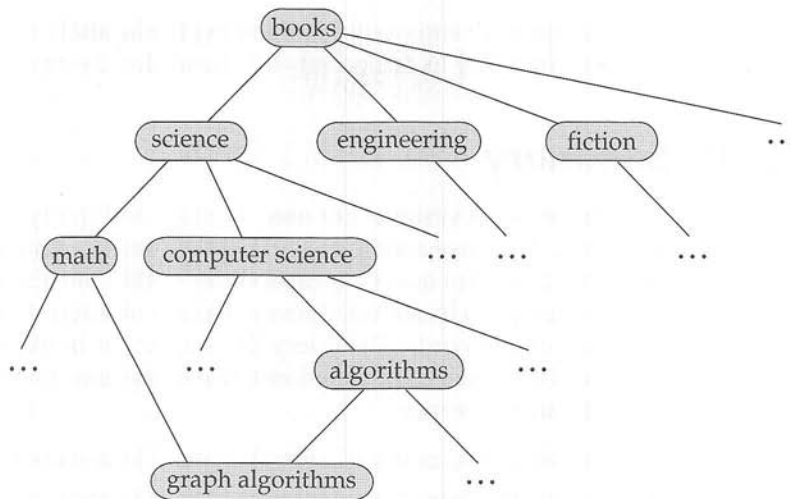 books
science engineering fiction ..
math computer science ... ... ...
... ... algorithms ...
graph algorithms ...